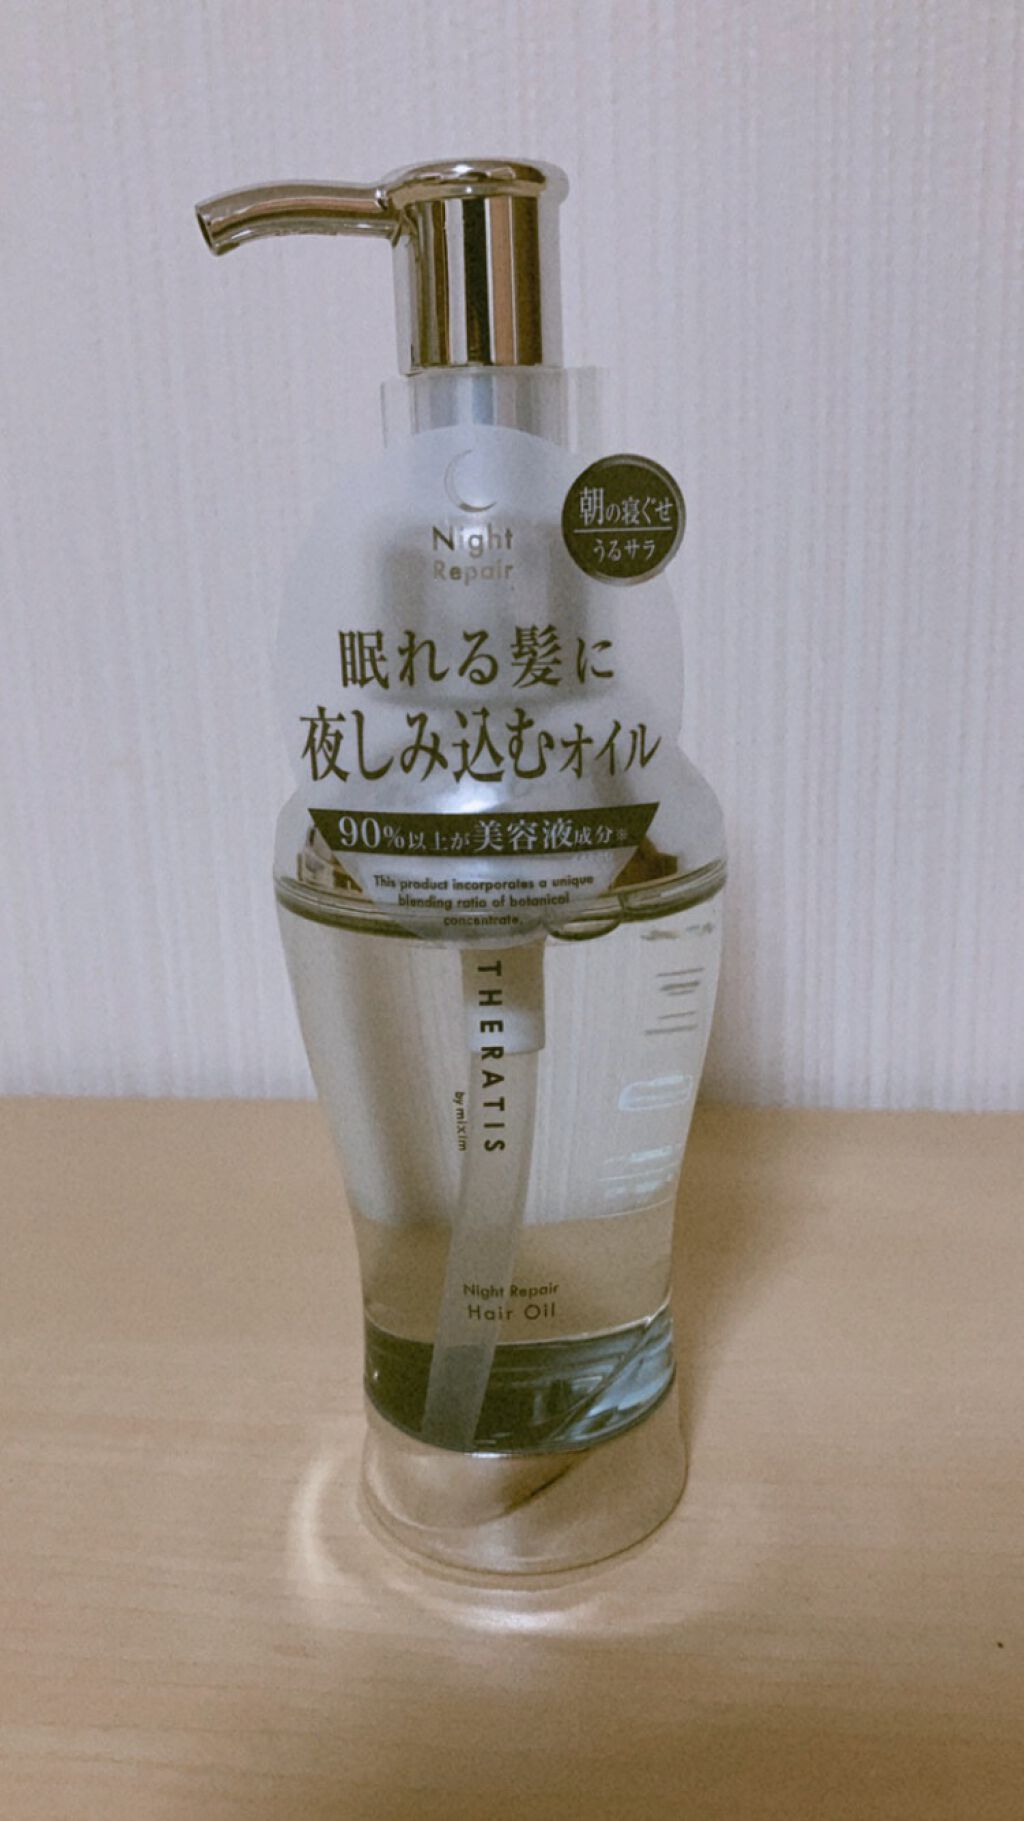 Night
Repair
朝の寝ぐせ
うるサラ
眠れる髪に
夜しみ込むオイル
90%以上が美容液成分※
This product incorporates a unique
blending ratio of botanical
concentrate.
THERATIS
by mixim
Night Repair
Hair Oil